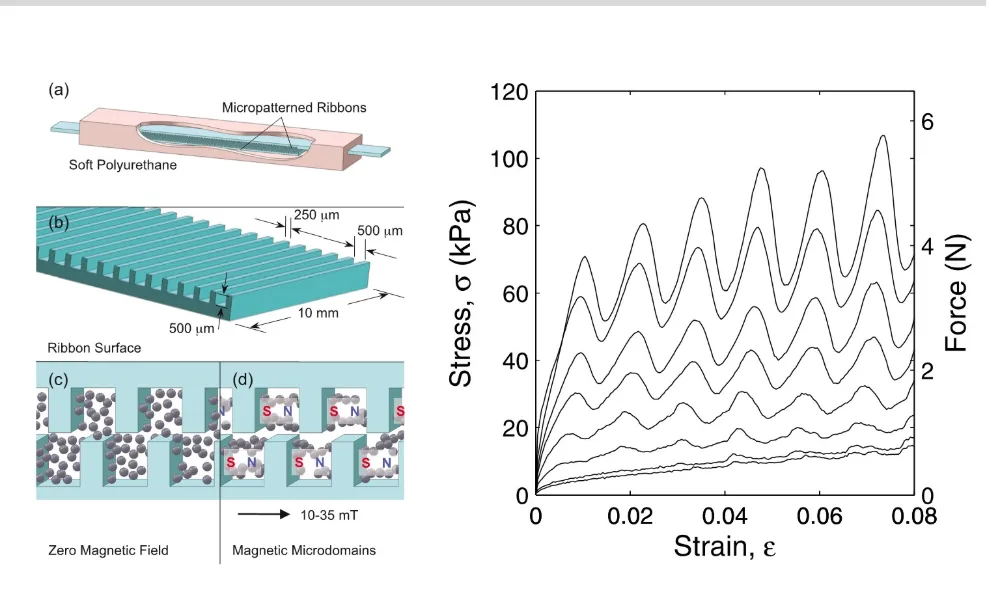 (a)
Micropatterned Ribbons
Soft Polyurethane
(b)
250 μm
500 μm
10 mm
500 μm
Ribbon Surface
(c)
(d)
S N
S N
S
S N
S N
S N
10-35 mT
Zero Magnetic Field
Magnetic Microdomains
120
100
80
60
40
20
0
Stress, σ (kPa)
6
4
2
0
Force (N)
0 0.02 0.04 0.06 0.08
Strain, ε